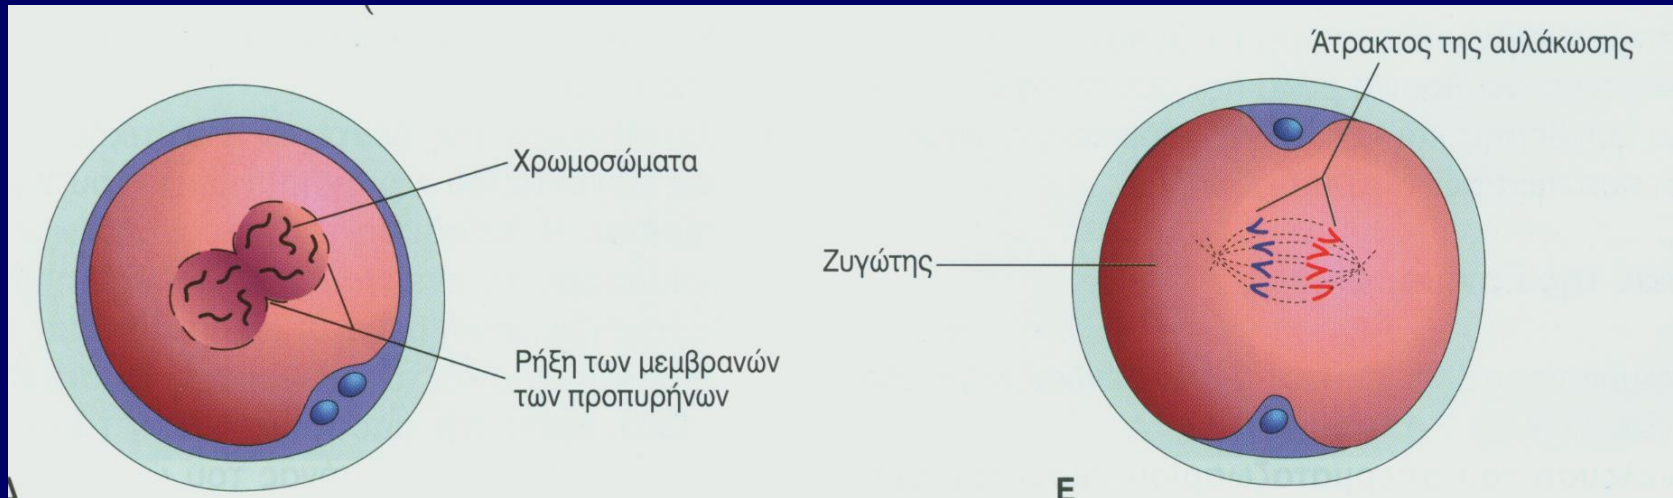 Άτρακτος της αυλάκωσης
Χρωμοσώματα
Ζυγώτης
Ρήξη των μεμβρανών
των προπυρήνων
Ε